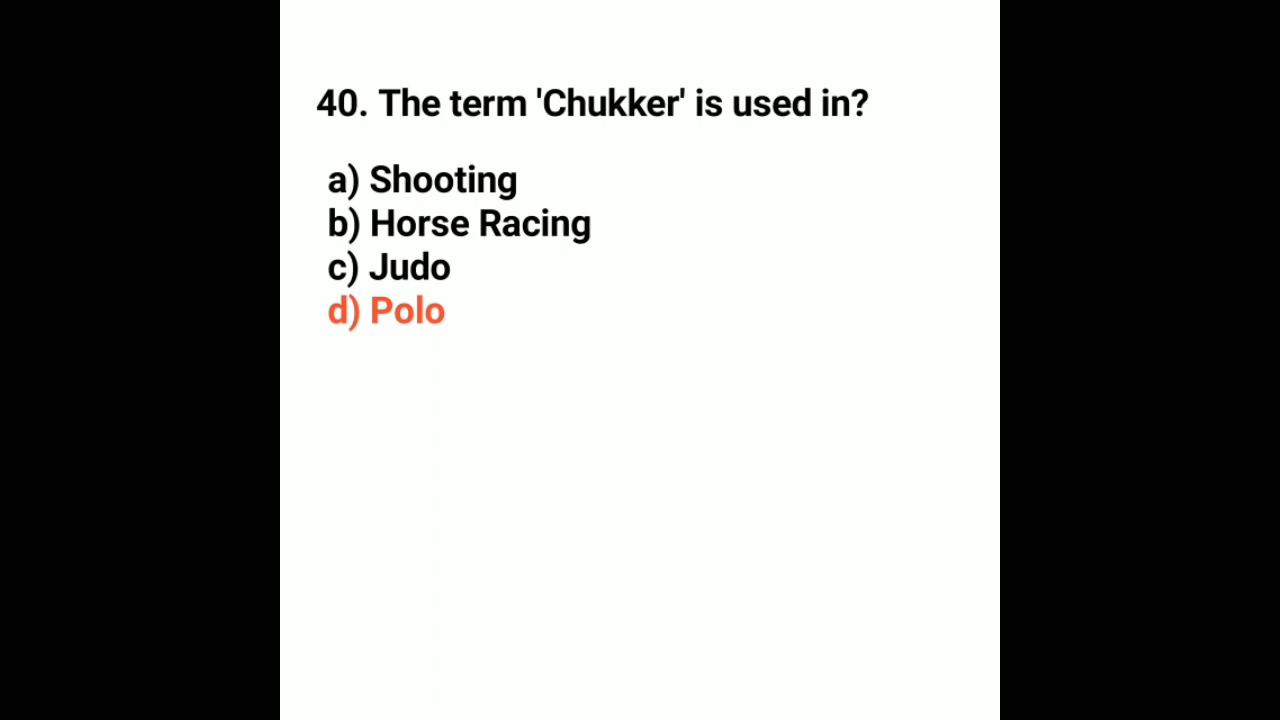 40. The term 'Chukker' is used in?
a) Shooting
b) Horse Racing
c) Judo
d) Polo